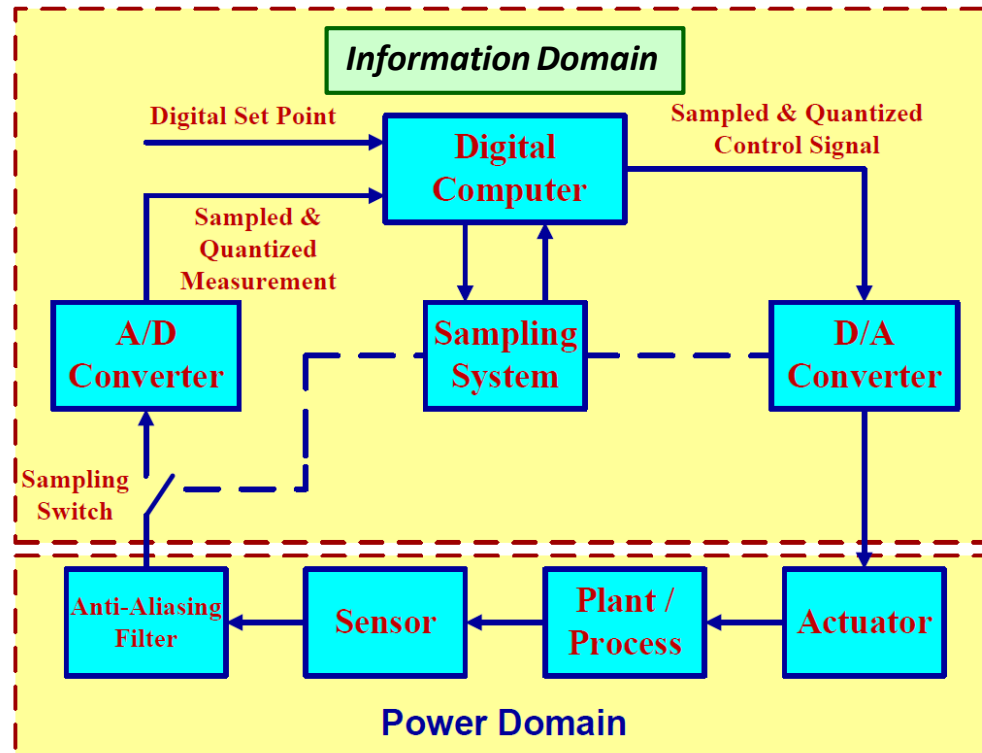 Information Domain
Digital Set Point
Sampled & Quantized
Control Signal
Digital
Computer
Sampled &
Quantized
Measurement
A/D
Converter
Sampling
System
D/A
Converter
Sampling
Switch
Anti-Aliasing
Filter
Sensor
Plant /
Process
Actuator
Power Domain